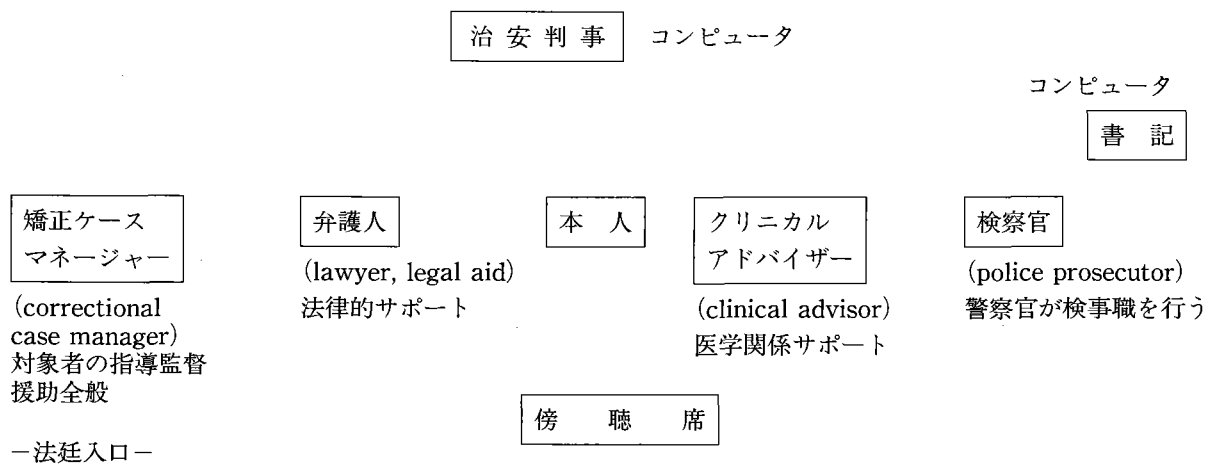 治安判事 コンピュータ
コンピュータ
書記
矯正ケース
マネージャー
(correctional
case manager)
対象者の指導監督
援助全般
弁護人
(lawyer, legal aid)
法律的サポート
本人
クリニカル
アドバイザー
(clinical advisor)
医学関係サポート
検察官
(police prosecutor)
警察官が検事職を行う
傍聴席
－法廷入口－